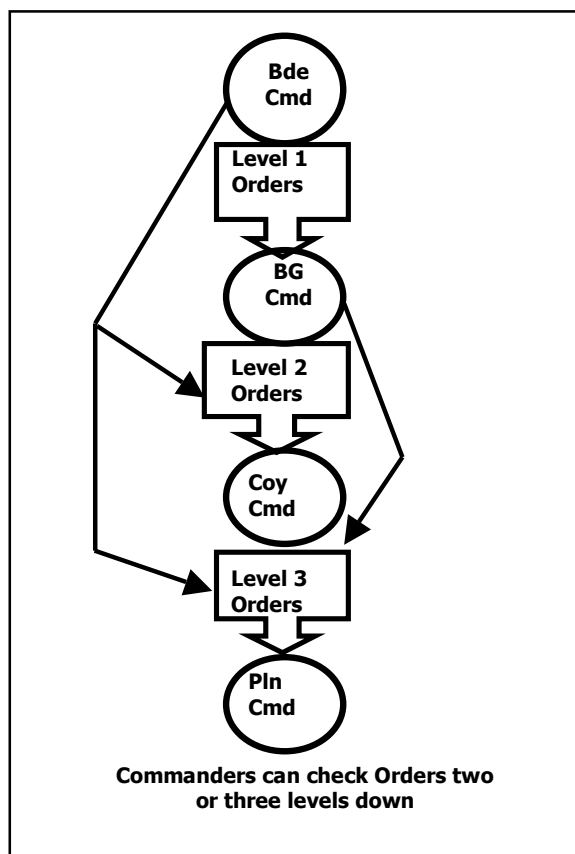 Bde
Cmd
Level 1
Orders
BG
Cmd
Level 2
Orders
Coy
Cmd
Level 3
Orders
Pln
Cmd
Commanders can check Orders two
or three levels down